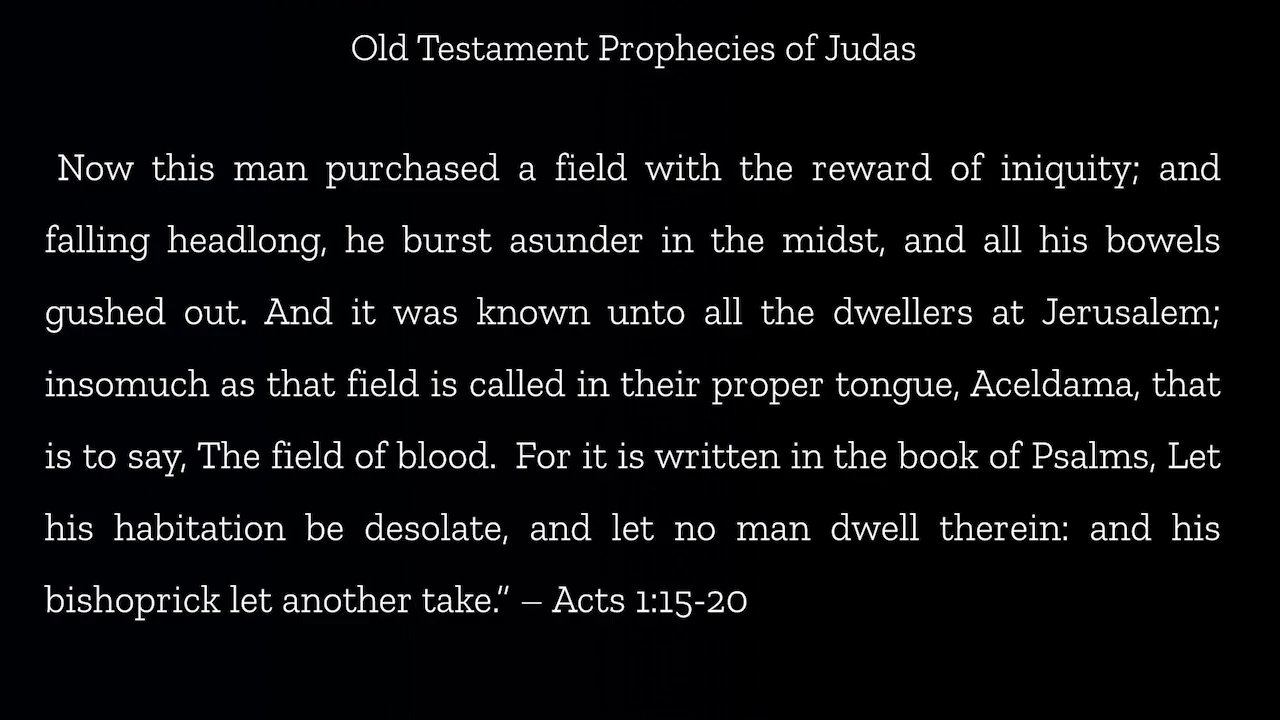 Old Testament Prophecies of Judas
Now this man purchased a field with the reward of iniquity; and
falling headlong, he burst asunder in the midst, and all his bowels
gushed out. And it was known unto all the dwellers at Jerusalem;
insomuch as that field is called in their proper tongue, Aceldama, that
is to say, The field of blood.  For it is written in the book of Psalms, Let
his habitation be desolate, and let no man dwell therein: and his
bishoprick let another take.” – Acts 1:15-20